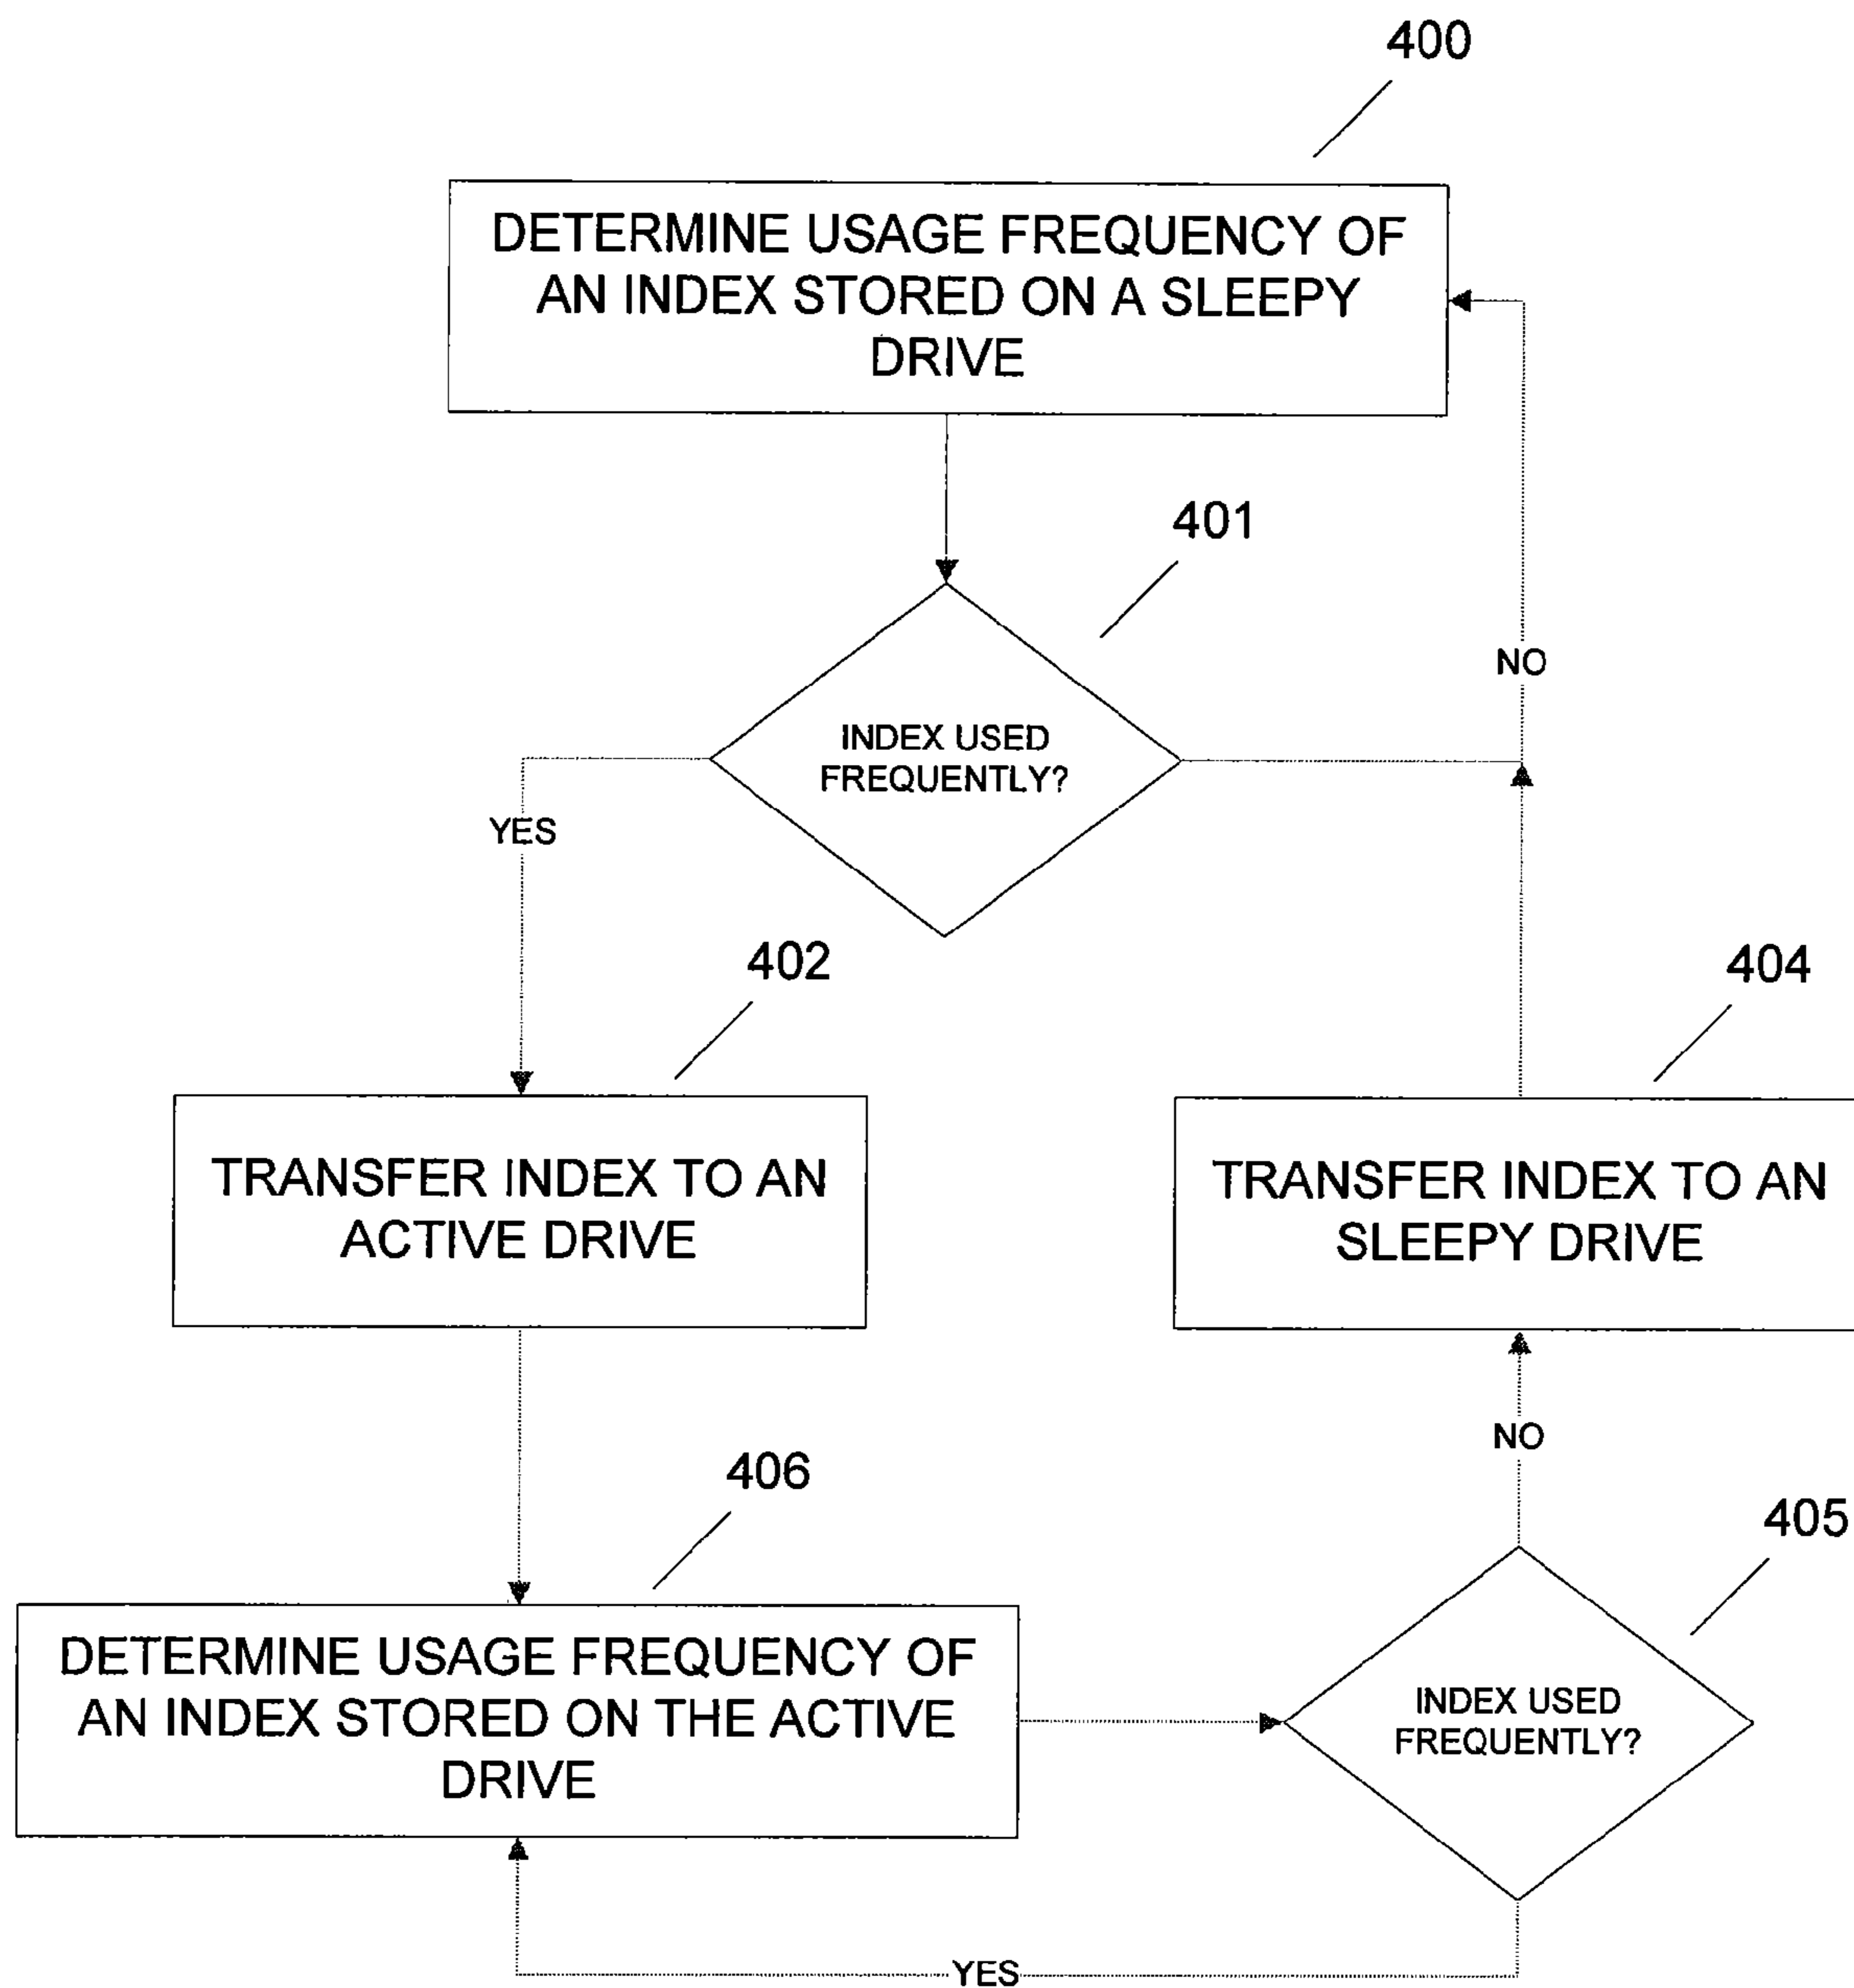 400
DETERMINE USAGE FREQUENCY OF
AN INDEX STORED ON A SLEEPY
DRIVE
401
INDEX USED
FREQUENTLY?
NO
YES
402
TRANSFER INDEX TO AN
ACTIVE DRIVE
404
TRANSFER INDEX TO AN
SLEEPY DRIVE
NO
406
DETERMINE USAGE FREQUENCY OF
AN INDEX STORED ON THE ACTIVE
DRIVE
405
INDEX USED
FREQUENTLY?
YES